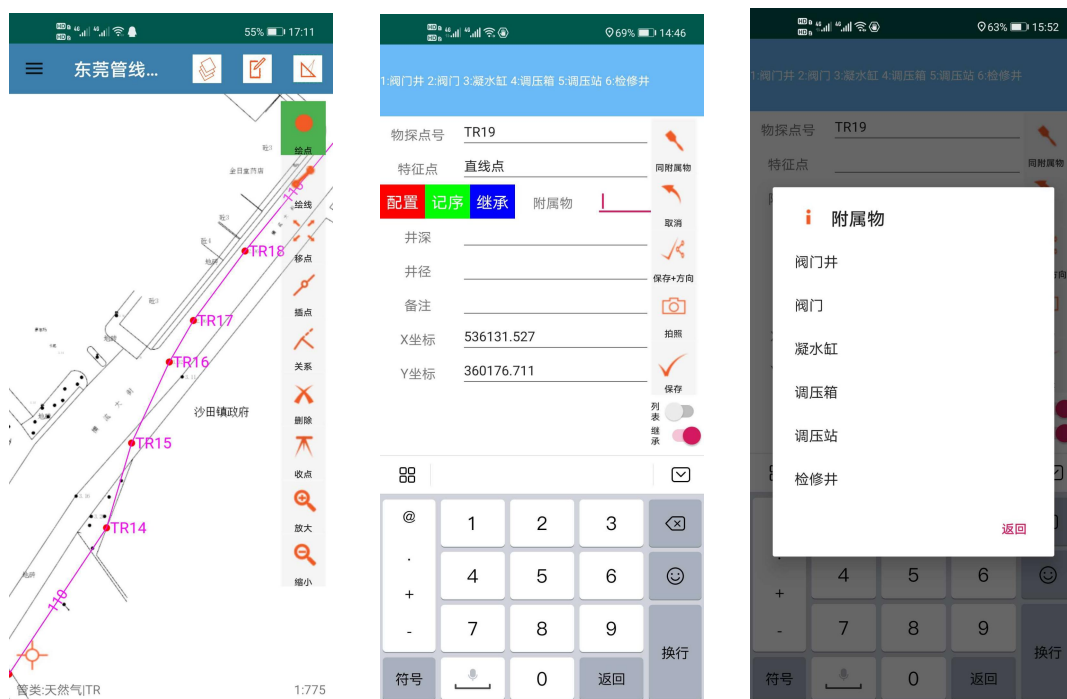 55% 17:11
东莞管线...
绘点
金日宣药店
110
绘线
TR18
移点
TR17
插点
TR16
关系
沙田镇政府
删除
TR15
收点
放大
TR14
缩小
110
管类:天然气|TR
1:775
69% 14:46
1:阀门井 2:阀门 3:凝水缸 4:调压箱 5:调压站 6:检修井
物探点号 TR19
特征点 直线点
同附属物
配置 记序 继承 附属物
取消
井深
井径
保存+方向
备注
拍照
X坐标 536131.527
Y坐标 360176.711
保存
列表
继承
@ 1 2 3
. 4 5 6
+
- 7 8 9
换行
符号 0 返回
63% 15:52
1:阀门井 2:阀门 3:凝水缸 4:调压箱 5:调压站 6:检修井
物探点号 TR19
特征点
同附属物
附属物
阀门井
阀门
凝水缸
调压箱
调压站
检修井
返回
4 5 6
+
- 7 8 9
换行
符号 0 返回